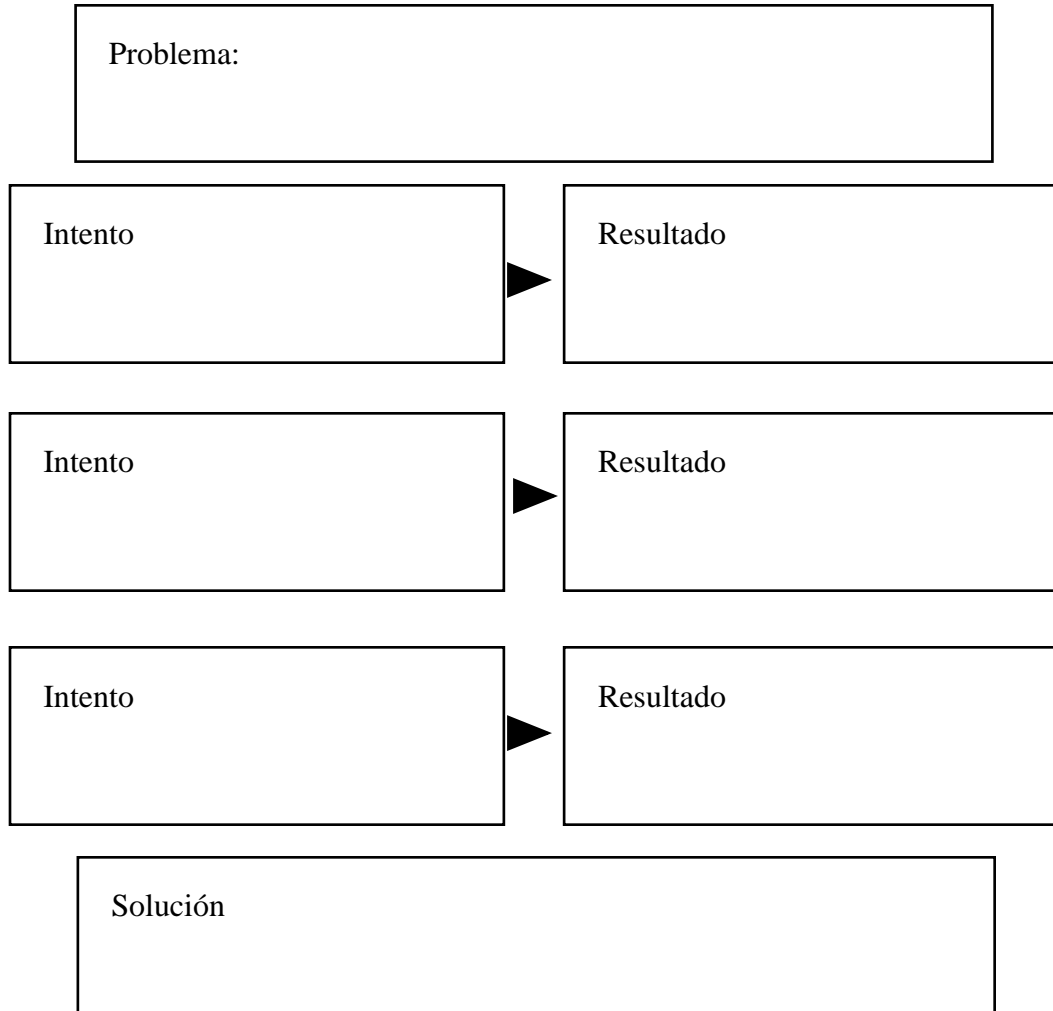 Problema:
Intento
Resultado
Intento
Resultado
Intento
Resultado
Solución